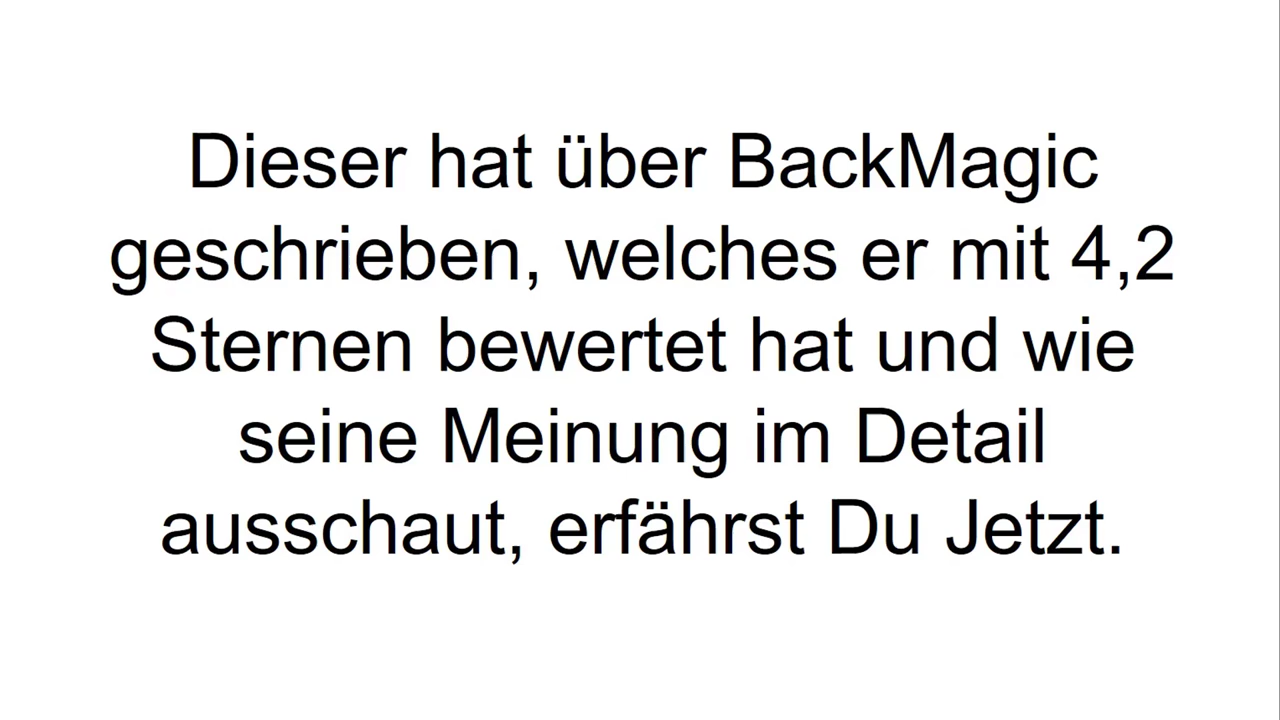 Dieser hat über BackMagic
geschrieben, welches er mit 4,2
Sternen bewertet hat und wie
seine Meinung im Detail
ausschaut, erfährst Du Jetzt.